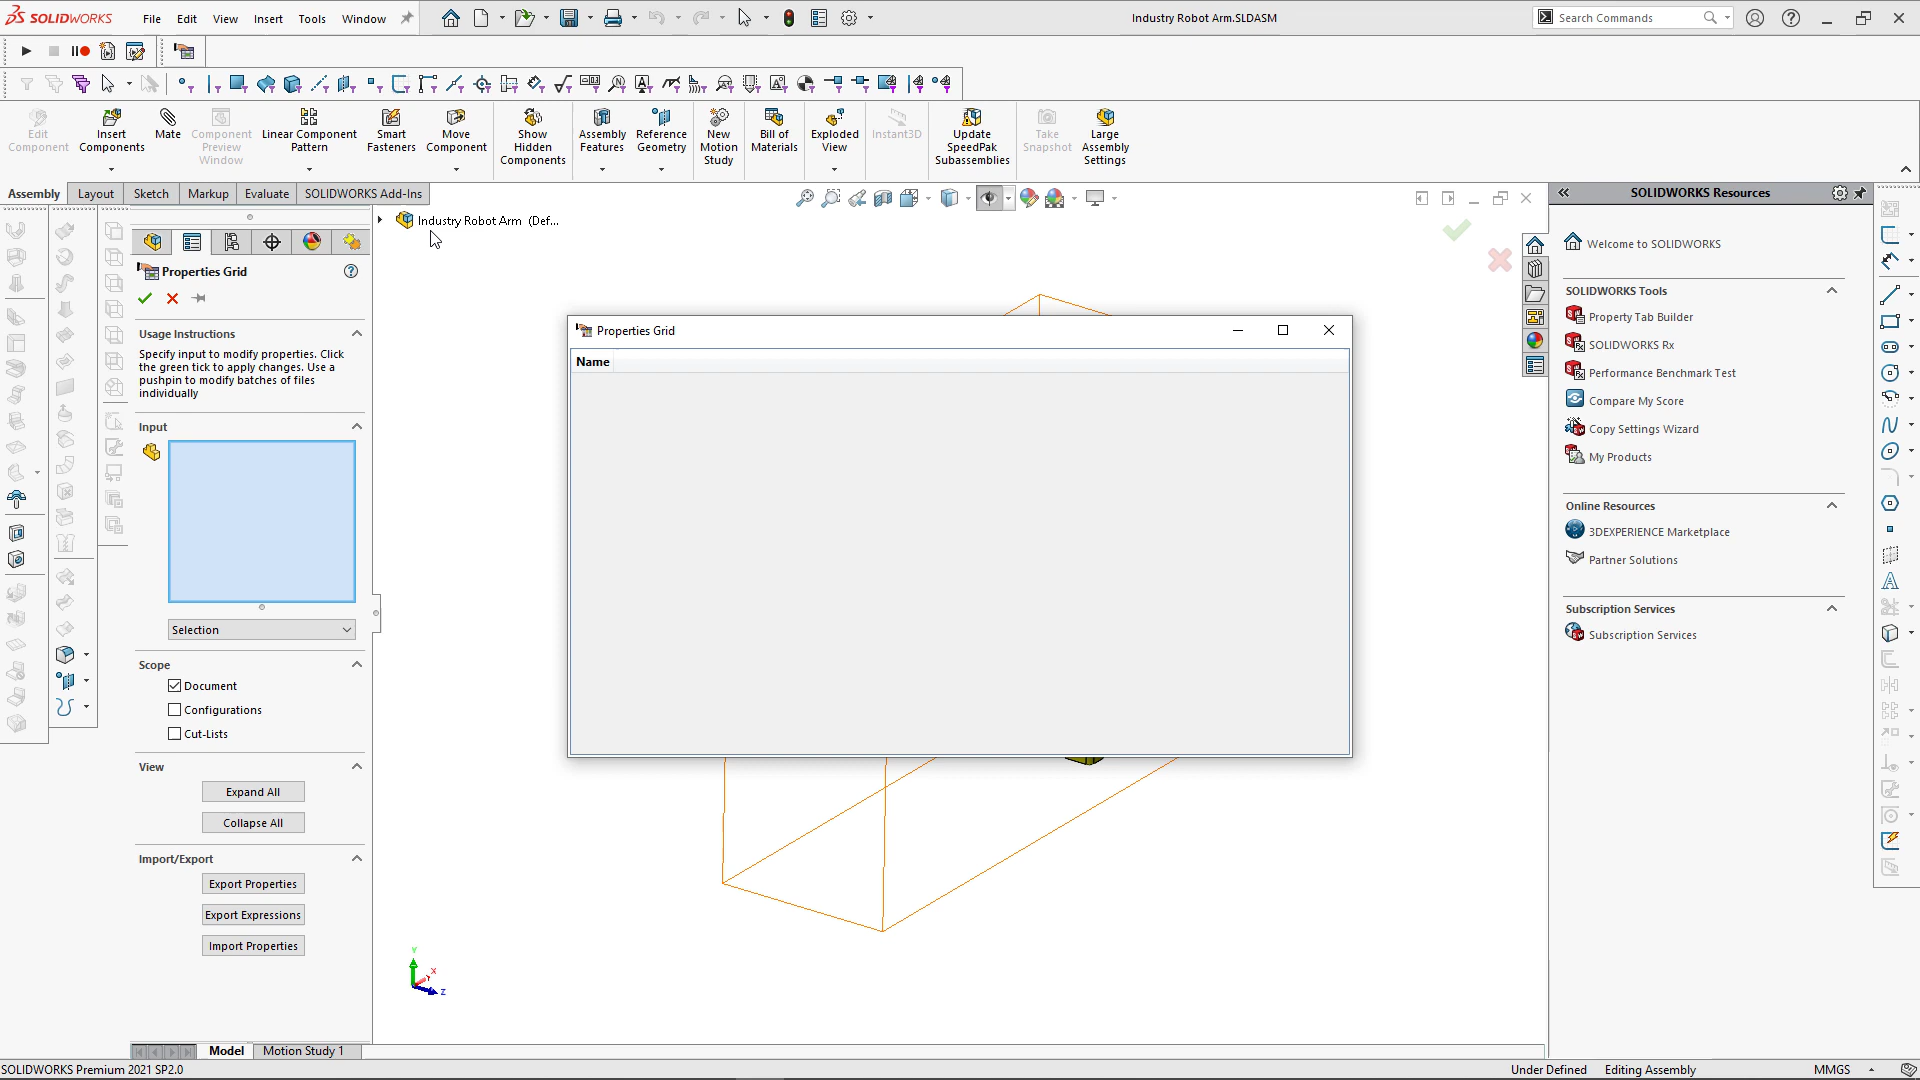 SOLIDWORKS
File Edit View Insert Tools Window
Industry Robot Arm.SLDASM
Search Commands
Edit Component
Insert Components
Mate
Component Preview Window
Linear Component Pattern
Smart Fasteners
Move Component
Show Hidden Components
Assembly Features
Reference Geometry
New Motion Study
Bill of Materials
Exploded View
Instant3D
Update SpeedPak Subassemblies
Take Snapshot
Large Assembly Settings
Assembly Layout Sketch Markup Evaluate SOLIDWORKS Add-Ins
Industry Robot Arm (Def...
Properties Grid
Usage Instructions
Specify input to modify properties. Click
the green tick to apply changes. Use a
pushpin to modify batches of files
individually
Input
Selection
Scope
Document
Configurations
Cut-Lists
View
Expand All
Collapse All
Import/Export
Export Properties
Export Expressions
Import Properties
Properties Grid
Name
Y
X
Z
SOLIDWORKS Resources
Welcome to SOLIDWORKS
SOLIDWORKS Tools
Property Tab Builder
SOLIDWORKS Rx
Performance Benchmark Test
Compare My Score
Copy Settings Wizard
My Products
Online Resources
3DEXPERIENCE Marketplace
Partner Solutions
Subscription Services
Subscription Services
Model Motion Study 1
SOLIDWORKS Premium 2021 SP2.0
Under Defined Editing Assembly MMGS